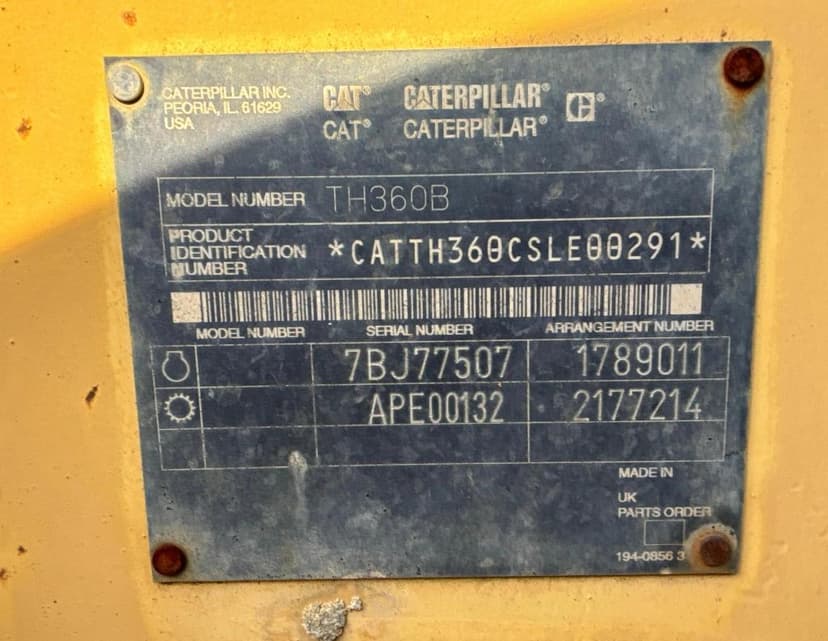 CATERPILLAR INC.
PEORIA, IL. 61629
USA
CAT® CATERPILLAR® C®
CAT® CATERPILLAR®
MODEL NUMBER TH360B
PRODUCT
IDENTIFICATION
NUMBER
*CATTH360CSLE00291*
MODEL NUMBER SERIAL NUMBER ARRANGEMENT NUMBER
7BJ77507 1789011
APE00132 2177214
MADE IN
UK
PARTS ORDER
194-0856 3